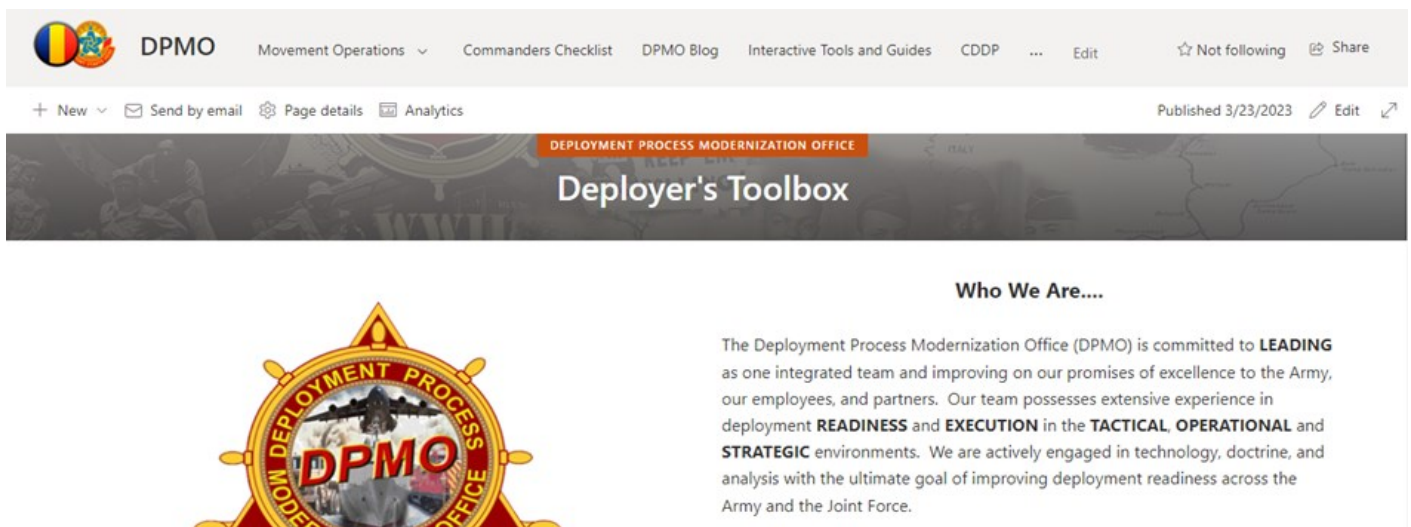 DPMO Movement Operations Commanders Checklist DPMO Blog Interactive Tools and Guides CDDP ... Edit Not following Share
New Send by email Page details Analytics Published 3/23/2023 Edit
DEPLOYMENT PROCESS MODERNIZATION OFFICE
Deployer's Toolbox
WWII
ITALY
Who We Are....
The Deployment Process Modernization Office (DPMO) is committed to LEADING
as one integrated team and improving on our promises of excellence to the Army,
our employees, and partners. Our team possesses extensive experience in
deployment READINESS and EXECUTION in the TACTICAL, OPERATIONAL and
STRATEGIC environments. We are actively engaged in technology, doctrine, and
analysis with the ultimate goal of improving deployment readiness across the
Army and the Joint Force.
DEPLOYMENT PROCESS
DPMO